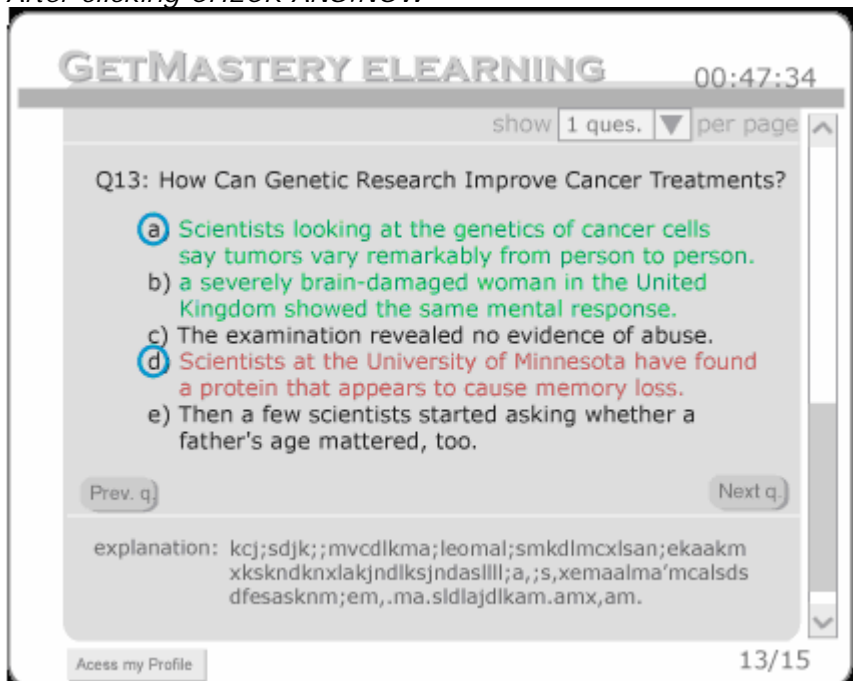 After clicking CHECK
GETMASTERY ELEARNING
00:47:34
show 1 ques. per page
Q13: How Can Genetic Research Improve Cancer Treatments?
a) Scientists looking at the genetics of cancer cells
say tumors vary remarkably from person to person.
b) a severely brain-damaged woman in the United
Kingdom showed the same mental response.
c) The examination revealed no evidence of abuse.
d) Scientists at the University of Minnesota have found
a protein that appears to cause memory loss.
e) Then a few scientists started asking whether a
father's age mattered, too.
Prev. q.
Next q.
explanation: kcj;sdjk;;mvcdlkma;leomal;smkdlmcxlsan;ekaakm
xkskndknxlakjndlksjndasllll;a,;s,xemaalma'mcalsds
dfesasknm;em,.ma.sldlajdlkam.amx,am.
Acess my Profile
13/15